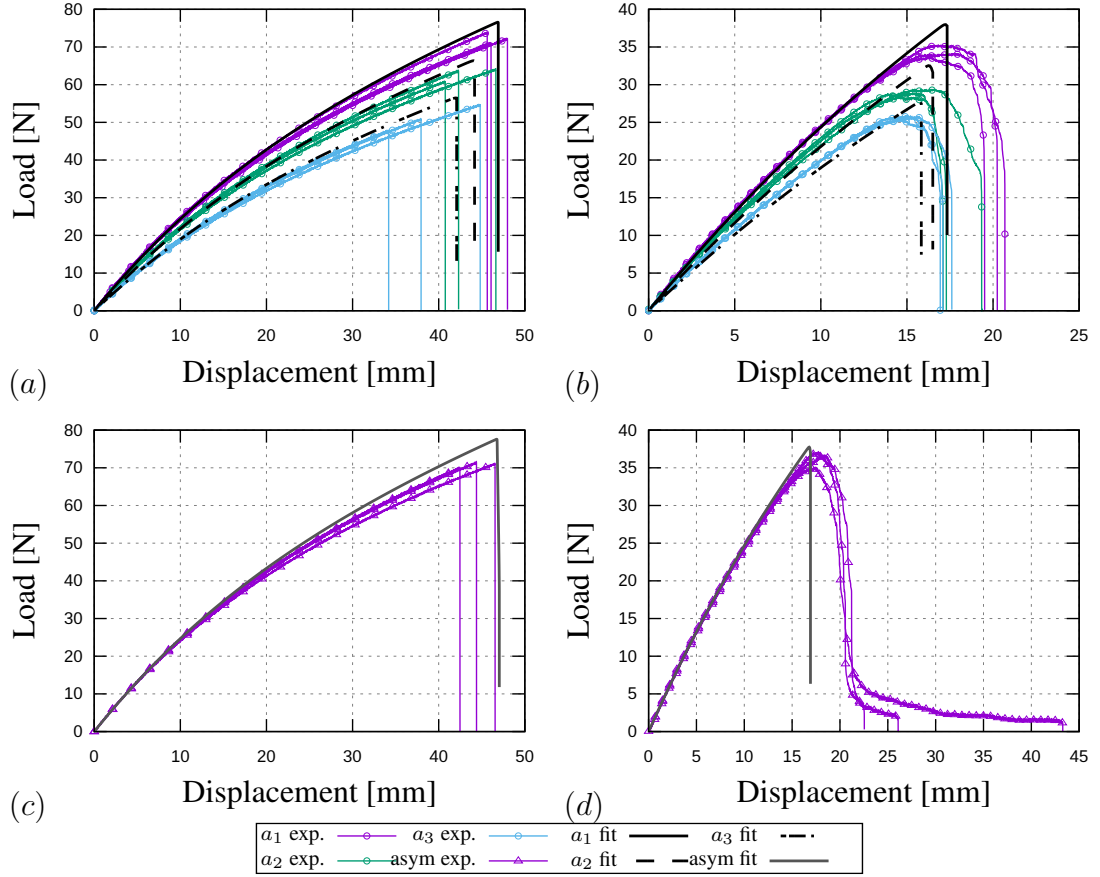 80
70
60
50
40
30
20
10
0
Load [N]
0 10 20 30 40 50
Displacement [mm]
(a)
40
35
30
25
20
15
10
5
0
Load [N]
0 5 10 15 20 25
Displacement [mm]
(b)
80
70
60
50
40
30
20
10
0
Load [N]
0 10 20 30 40 50
Displacement [mm]
(c)
40
35
30
25
20
15
10
5
0
Load [N]
0 5 10 15 20 25 30 35 40 45
Displacement [mm]
(d)
a₁ exp. a₃ exp. a₁ fit a₃ fit
a₂ exp. asym exp. a₂ fit asym fit